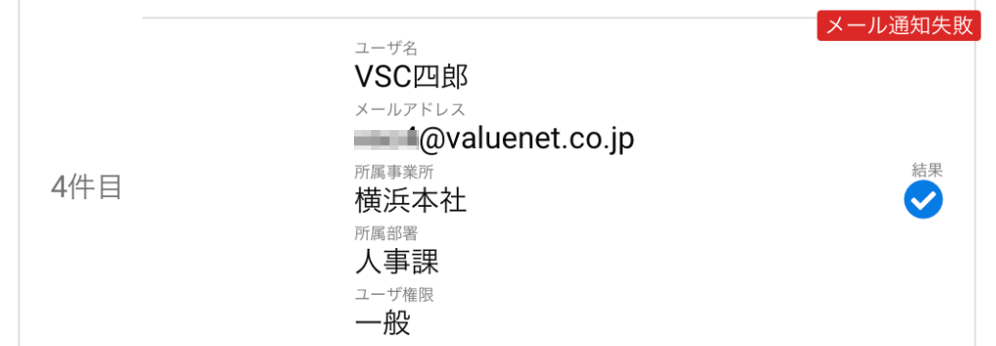 メール通知失敗
ユーザ名
VSC四郎
メールアドレス
@valuenet.co.jp
4件目
所属事業所
横浜本社
結果
所属部署
人事課
ユーザ権限
一般